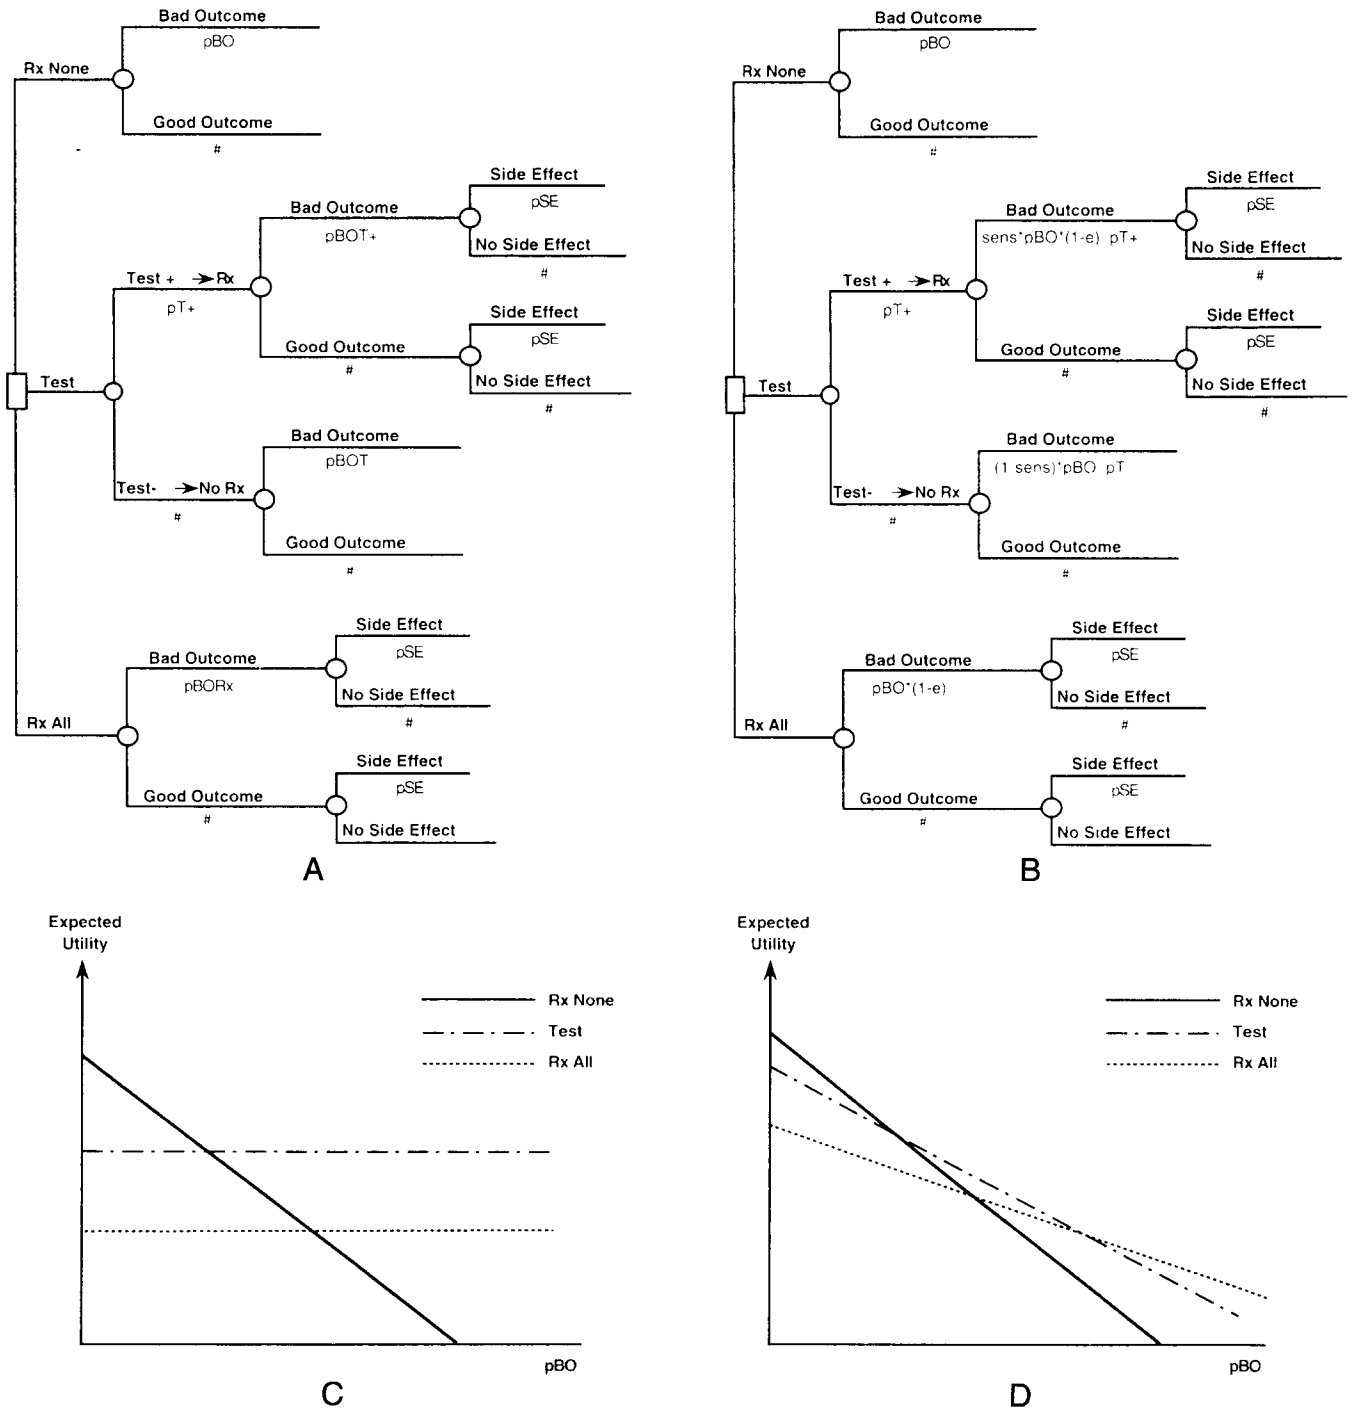 Bad Outcome
pBO
Rx None
Good Outcome
#
Side Effect
pSE
Bad Outcome
pBOT+
No Side Effect
#
Test + → Rx
pT+
Side Effect
pSE
Good Outcome
#
No Side Effect
#
Test
Bad Outcome
pBOT
Test- → No Rx
#
Good Outcome
#
Side Effect
pSE
Bad Outcome
pBORx
No Side Effect
#
Rx All
Side Effect
pSE
Good Outcome
#
No Side Effect
A
Bad Outcome
pBO
Rx None
Good Outcome
#
Side Effect
pSE
Bad Outcome
sens*pBO*(1-e) pT+
No Side Effect
#
Test + → Rx
pT+
Side Effect
pSE
Good Outcome
#
No Side Effect
#
Test
Bad Outcome
(1 sens)*pBO pT
Test- → No Rx
#
Good Outcome
#
Side Effect
pSE
Bad Outcome
pBO*(1-e)
No Side Effect
#
Rx All
Side Effect
pSE
Good Outcome
#
No Side Effect
B
Expected
Utility
Rx None
Test
Rx All
pBO
C
Expected
Utility
Rx None
Test
Rx All
pBO
D